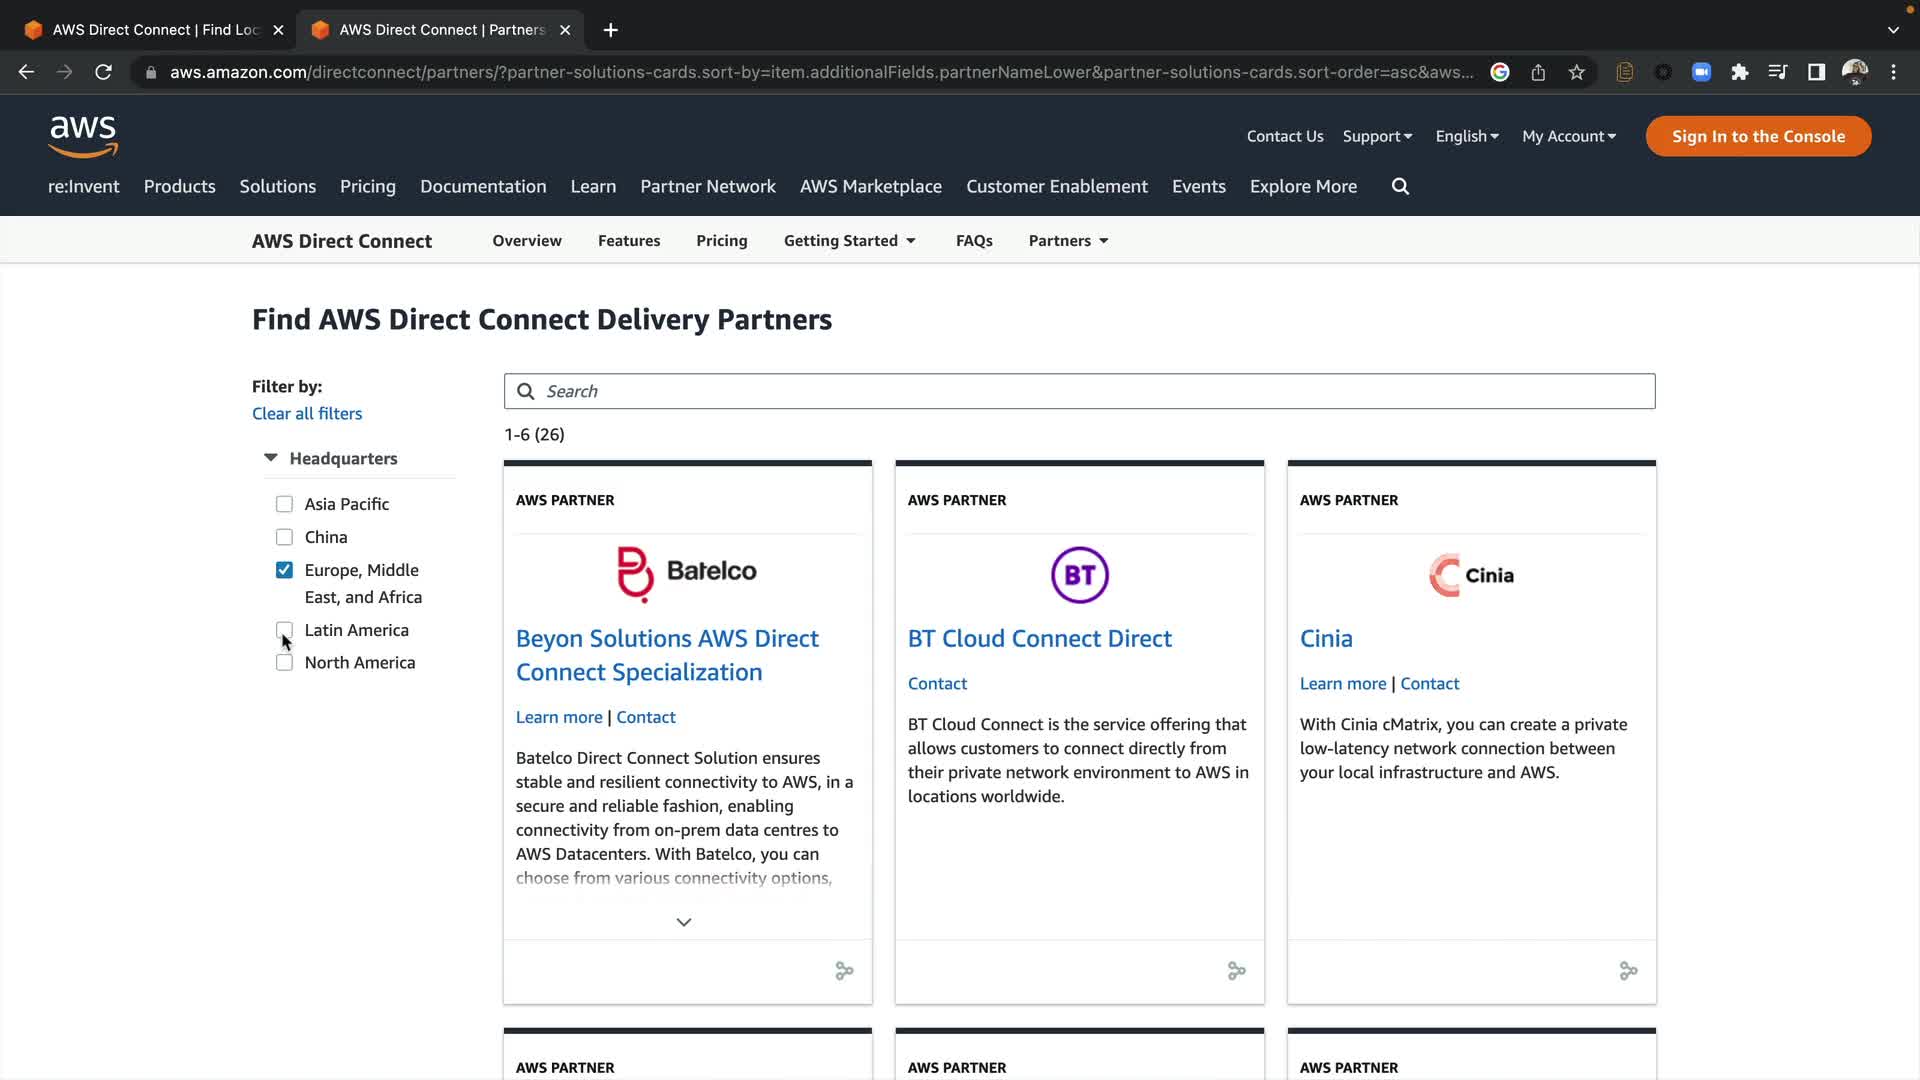 AWS Direct Connect | Find Loc
AWS Direct Connect | Partners
aws.amazon.com/directconnect/partners/?partner-solutions-cards.sort-by=item.additionalFields.partnerNameLower&partner-solutions-cards.sort-order=asc&aws...
aws
Contact Us Support English My Account Sign In to the Console
re:Invent Products Solutions Pricing Documentation Learn Partner Network AWS Marketplace Customer Enablement Events Explore More
AWS Direct Connect Overview Features Pricing Getting Started FAQs Partners
Find AWS Direct Connect Delivery Partners
Filter by:
Clear all filters
Headquarters
Asia Pacific
China
Europe, Middle
East, and Africa
Latin America
North America
Search
1-6 (26)
AWS PARTNER
Batelco
Beyon Solutions AWS Direct
Connect Specialization
Learn more | Contact
Batelco Direct Connect Solution ensures
stable and resilient connectivity to AWS, in a
secure and reliable fashion, enabling
connectivity from on-prem data centres to
AWS Datacenters. With Batelco, you can
choose from various connectivity options,
AWS PARTNER
BT
BT Cloud Connect Direct
Contact
BT Cloud Connect is the service offering that
allows customers to connect directly from
their private network environment to AWS in
locations worldwide.
AWS PARTNER
Cinia
Cinia
Learn more | Contact
With Cinia cMatrix, you can create a private
low-latency network connection between
your local infrastructure and AWS.
AWS PARTNER
AWS PARTNER
AWS PARTNER